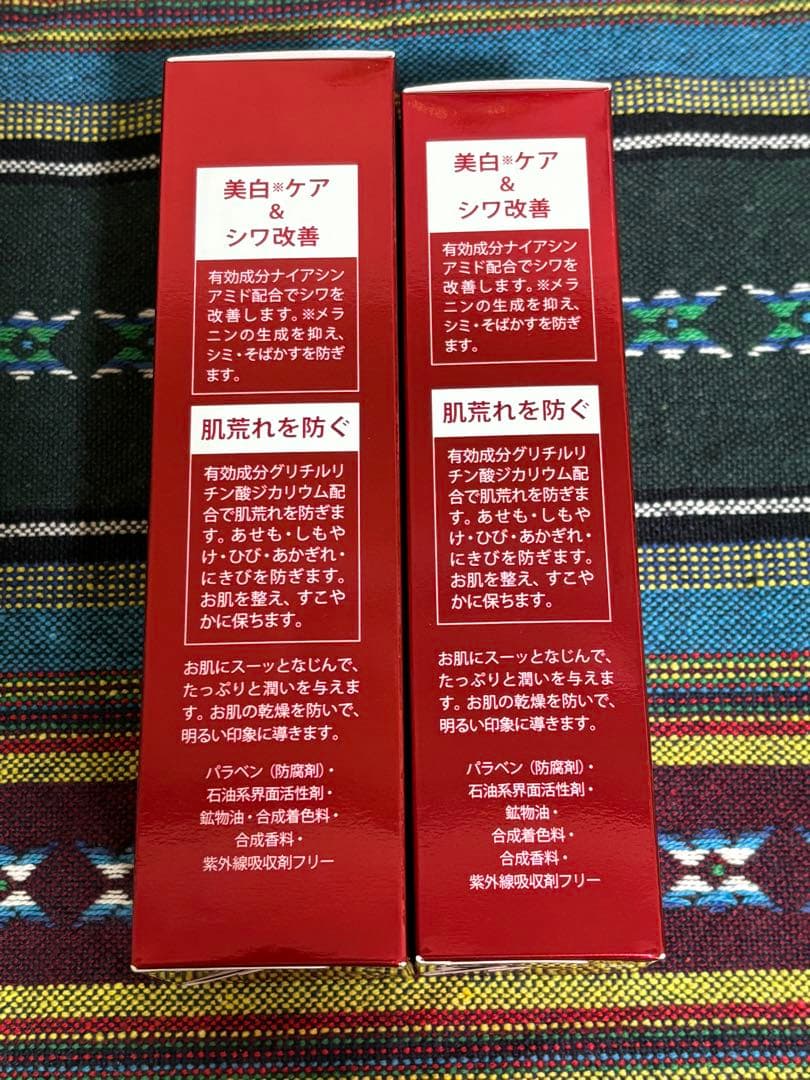 美白※ケア
&
シワ改善
有効成分ナイアシン
アミド配合でシワを
改善します。※メラ
ニンの生成を抑え、
シミ・そばかすを防ぎ
ます。
肌荒れを防ぐ
有効成分グリチルリ
チン酸ジカリウム配
合で肌荒れを防ぎま
す。あせも・しもや
け・ひび・あかぎれ・
にきびを防ぎます。
お肌を整え、すこや
かに保ちます。
お肌にスーッとなじんで、
たっぷりと潤いを与えま
す。お肌の乾燥を防いで、
明るい印象に導きます。
パラベン（防腐剤）・
石油系界面活性剤・
鉱物油・合成着色料・
合成香料・
紫外線吸収剤フリー
美白※ケア
&
シワ改善
有効成分ナイアシン
アミド配合でシワを
改善します。※メラ
ニンの生成を抑え、
シミ・そばかすを防ぎ
ます。
肌荒れを防ぐ
有効成分グリチルリ
チン酸ジカリウム配
合で肌荒れを防ぎま
す。あせも・しもや
け・ひび・あかぎれ・
にきびを防ぎます。
お肌を整え、すこや
かに保ちます。
お肌にスーッとなじんで、
たっぷりと潤いを与えま
す。お肌の乾燥を防いで、
明るい印象に導きます。
パラベン（防腐剤）・
石油系界面活性剤・
鉱物油・
合成着色料・
合成香料・
紫外線吸収剤フリー